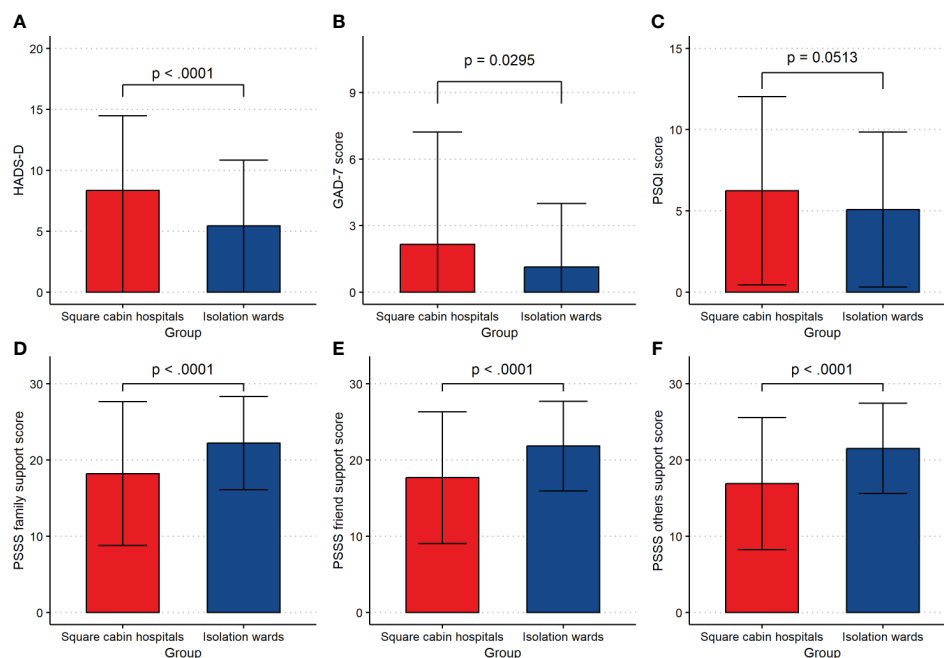 A
HADS-D
20
15
10
5
0
p < .0001
Square cabin hospitals
Isolation wards
Group
B
GAD-7 score
9
6
3
0
p = 0.0295
Square cabin hospitals
Isolation wards
Group
C
PSQI score
15
10
5
0
p = 0.0513
Square cabin hospitals
Isolation wards
Group
D
PSSS family support score
30
20
10
0
p < .0001
Square cabin hospitals
Isolation wards
Group
E
PSSS friend support score
30
20
10
0
p < .0001
Square cabin hospitals
Isolation wards
Group
F
PSSS others support score
30
20
10
0
p < .0001
Square cabin hospitals
Isolation wards
Group